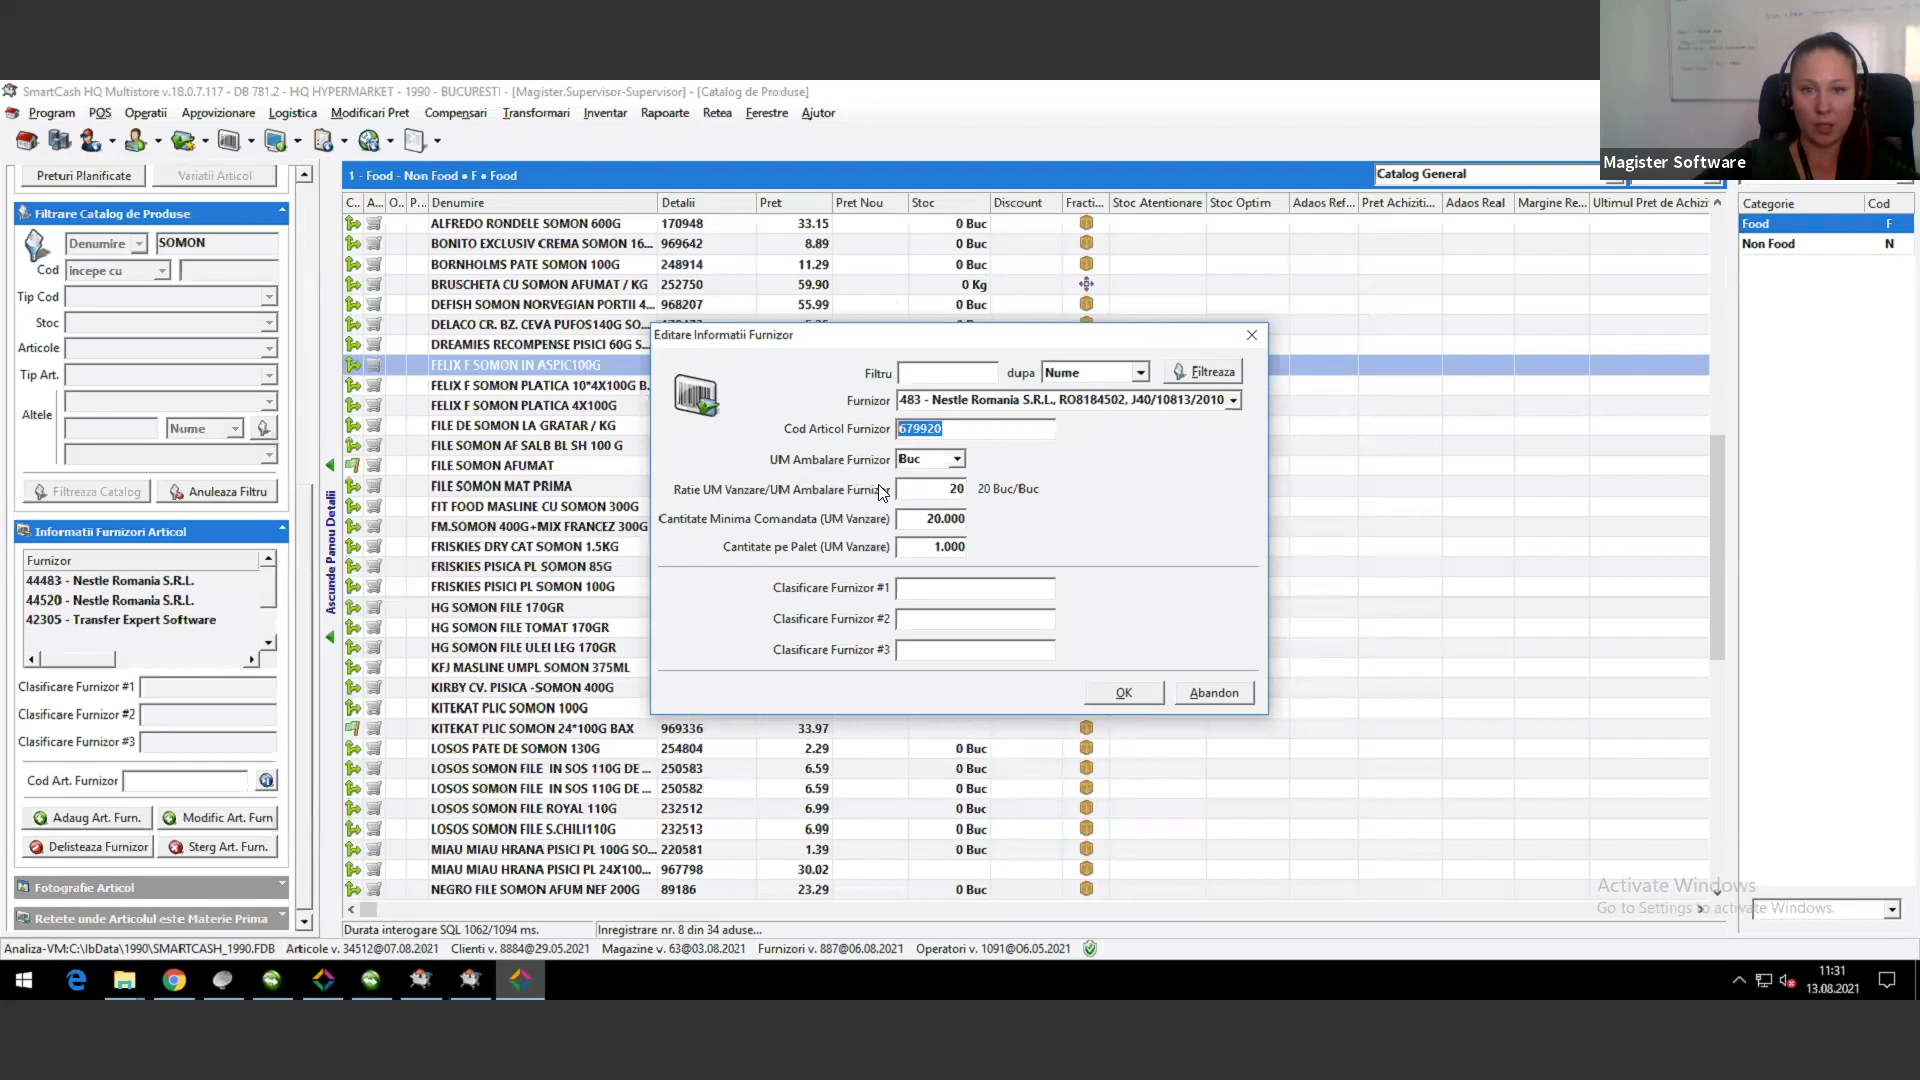 SmartCash HQ Multistore v.18.0.7.117 - DB 781.2 - HQ HYPERMARKET - 1990 - BUCURESTI - [Magister.Supervisor-Supervisor] - [Catalog de Produse]
Program POS Operatii Aprovizionare Logistica Modificari Pret Compensari Transformari Inventar Rapoarte Retea Ferestre Ajutor
Magister Software
Preturi Planificate Variatii Articol
Filtrare Catalog de Produse
Denumire SOMON
Cod incepe cu
Tip Cod
Stoc
Articole
Tip Art.
Altele
Nume
Filtreaza Catalog Anuleaza Filtru
Informatii Furnizori Articol
Furnizor
44483 - Nestle Romania S.R.L.
44520 - Nestle Romania S.R.L.
42305 - Transfer Expert Software
Clasificare Furnizor #1
Clasificare Furnizor #2
Clasificare Furnizor #3
Cod Art. Furnizor
Adaug Art. Furn. Modific Art. Furn
Delisteaza Furnizor Sterg Art. Furn.
Fotografie Articol
Retete unde Articolul este Materie Prima
Ascunde Panou Detalii
1 - Food - Non Food • F • Food
Catalog General
C.. A... O.. P... Denumire Detalii Pret Pret Nou Stoc Discount Fracti... Stoc Atentionare Stoc Optim Adaos Ref... Pret Achiziti... Adaos Real Margine Re... Ultimul Pret de Achizi
ALFREDO RONDELE SOMON 600G 170948 33.15 0 Buc
BONITO EXCLUSIV CREMA SOMON 16... 969642 8.89 0 Buc
BORNHOLMS PATE SOMON 100G 248914 11.29 0 Buc
BRUSCHETA CU SOMON AFUMAT / KG 252750 59.90 0 Kg
DEFISH SOMON NORVEGIAN PORTII 4... 968207 55.99 0 Buc
DELACO CR. BZ. CEVA PUFOS140G SO...
DREAMIES RECOMPENSE PISICI 60G S...
FELIX F SOMON IN ASPIC100G
FELIX F SOMON PLATICA 10*4X100G B.
FELIX F SOMON PLATICA 4X100G
FILE DE SOMON LA GRATAR / KG
FILE SOMON AF SALB BL SH 100 G
FILE SOMON AFUMAT
FILE SOMON MAT PRIMA
FIT FOOD MASLINE CU SOMON 300G
FM.SOMON 400G+MIX FRANCEZ 300G
FRISKIES DRY CAT SOMON 1.5KG
FRISKIES PISICA PL SOMON 85G
FRISKIES PISICI PL SOMON 100G
HG SOMON FILE 170GR
HG SOMON FILE TOMAT 170GR
HG SOMON FILE ULEI LEG 170GR
KFJ MASLINE UMPL SOMON 375ML
KIRBY CV. PISICA -SOMON 400G
KITEKAT PLIC SOMON 100G
KITEKAT PLIC SOMON 24*100G BAX 969336 33.97
LOSOS PATE DE SOMON 130G 254804 2.29 0 Buc
LOSOS SOMON FILE IN SOS 110G DE ... 250583 6.59 0 Buc
LOSOS SOMON FILE IN SOS 110G DE ... 250582 6.59 0 Buc
LOSOS SOMON FILE ROYAL 110G 232512 6.99 0 Buc
LOSOS SOMON FILE S.CHILI110G 232513 6.99 0 Buc
MIAU MIAU HRANA PISICI PL 100G SO... 220581 1.39 0 Buc
MIAU MIAU HRANA PISICI PL 24X100... 967798 30.02
NEGRO FILE SOMON AFUM NEF 200G 89186 23.29 0 Buc
Editare Informatii Furnizor
Filtru dupa Nume Filtreaza
Furnizor 483 - Nestle Romania S.R.L., RO8184502, J40/10813/2010
Cod Articol Furnizor 679920
UM Ambalare Furnizor Buc
Ratie UM Vanzare/UM Ambalare Furnizor 20 20 Buc/Buc
Cantitate Minima Comandata (UM Vanzare) 20.000
Cantitate pe Palet (UM Vanzare) 1.000
Clasificare Furnizor #1
Clasificare Furnizor #2
Clasificare Furnizor #3
OK Abandon
Categorie Cod
Food F
Non Food N
Activate Windows
Go to Settings to activate Windows.
Durata interogare SQL 1062/1094 ms. Inregistrare nr. 8 din 34 aduse...
Analiza-VM:C:\IbData\1990\SMARTCASH_1990.FDB Articole v. 34512@07.08.2021 Clienti v. 8884@29.05.2021 Magazine v. 63@03.08.2021 Furnizori v. 887@06.08.2021 Operatori v. 1091@06.05.2021
11:31
13.08.2021